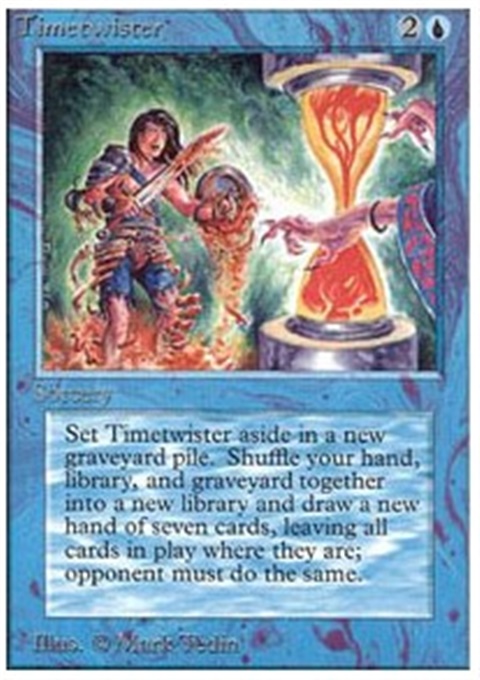 Timetwister 2
Sorcery
Set Timetwister aside in a new
graveyard pile. Shuffle your hand,
library, and graveyard together
into a new library and draw a new
hand of seven cards, leaving all
cards in play where they are;
opponent must do the same.
Illus. © Mark Tedin